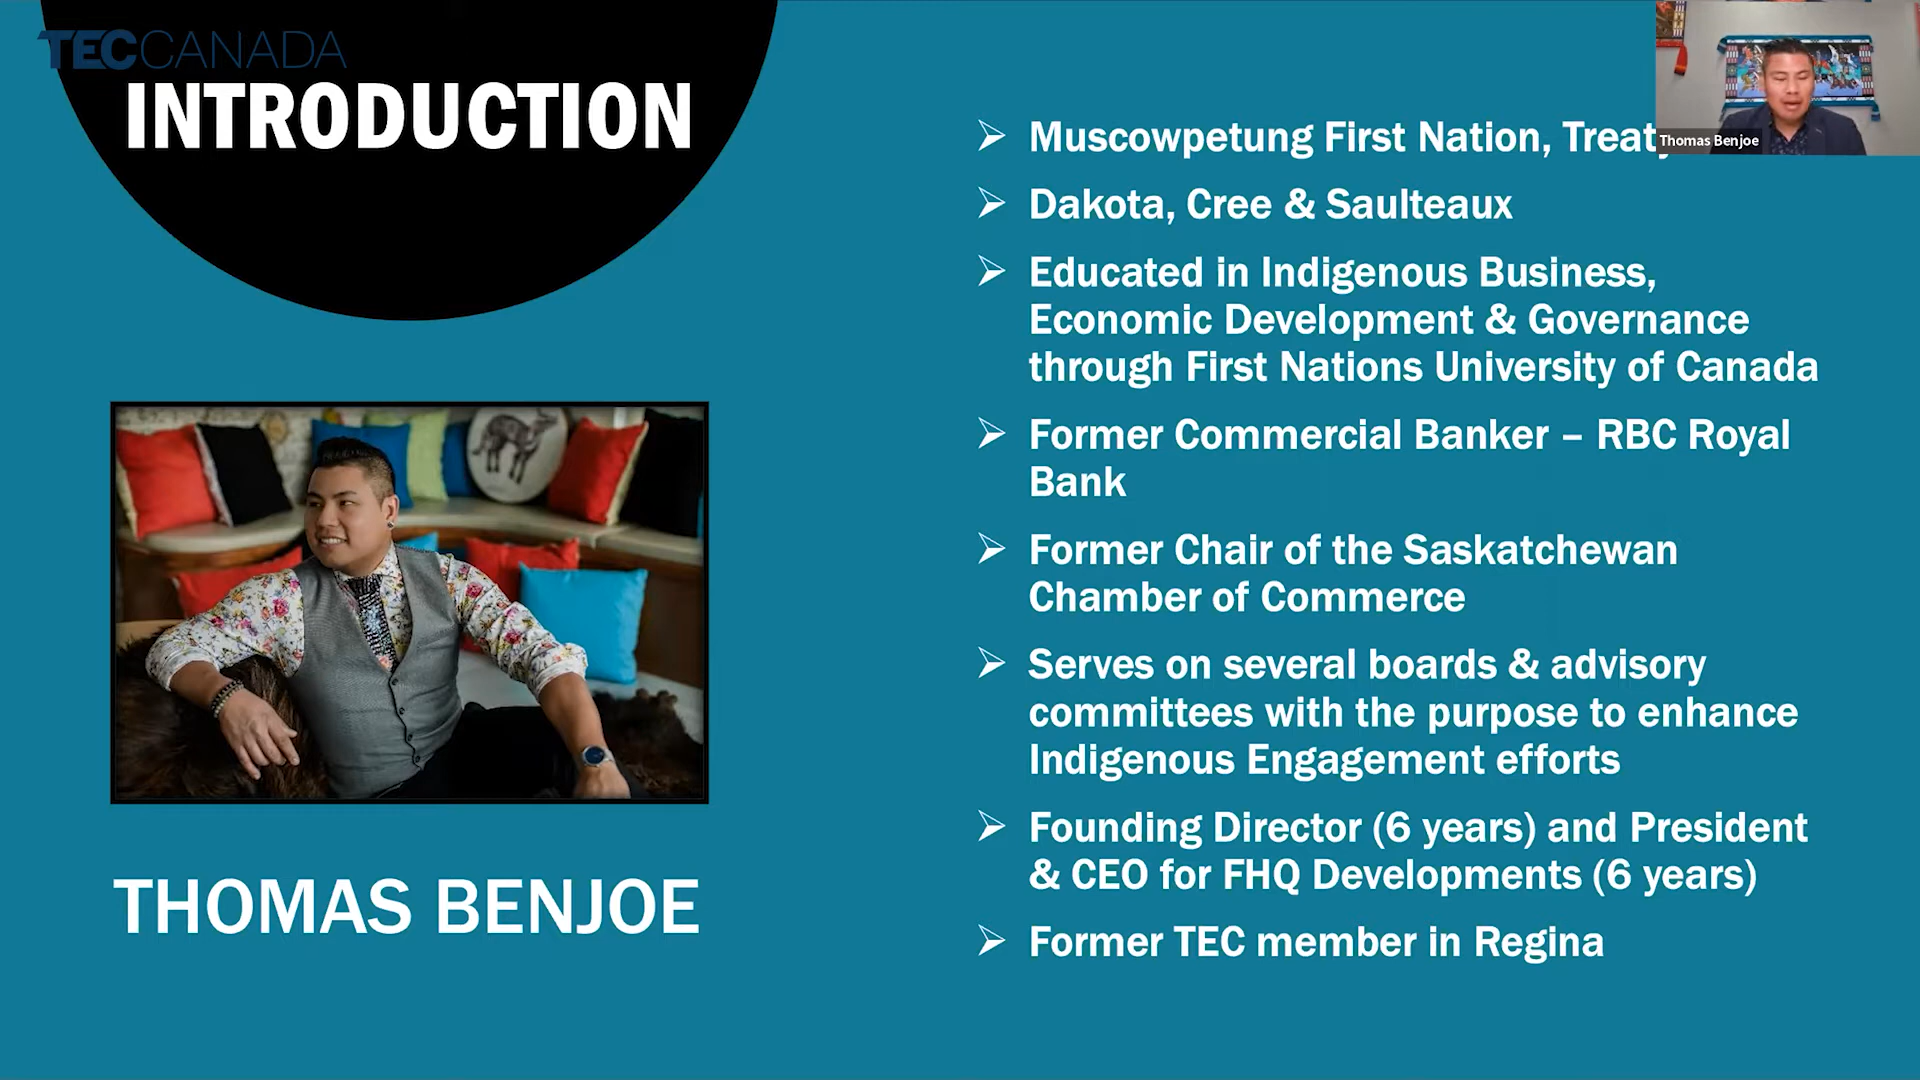 TEC CANADA
INTRODUCTION
THOMAS BENJOE
Muscowpetung First Nation,
Dakota, Cree & Saulteaux
Educated in Indigenous Business,
Economic Development & Governance
through First Nations University of Canada
Former Commercial Banker – RBC Royal
Bank
Former Chair of the Saskatchewan
Chamber of Commerce
Serves on several boards & advisory
committees with the purpose to enhance
Indigenous Engagement efforts
Founding Director (6 years) and President
& CEO for FHQ Developments (6 years)
Former TEC member in Regina
Thomas Benjoe